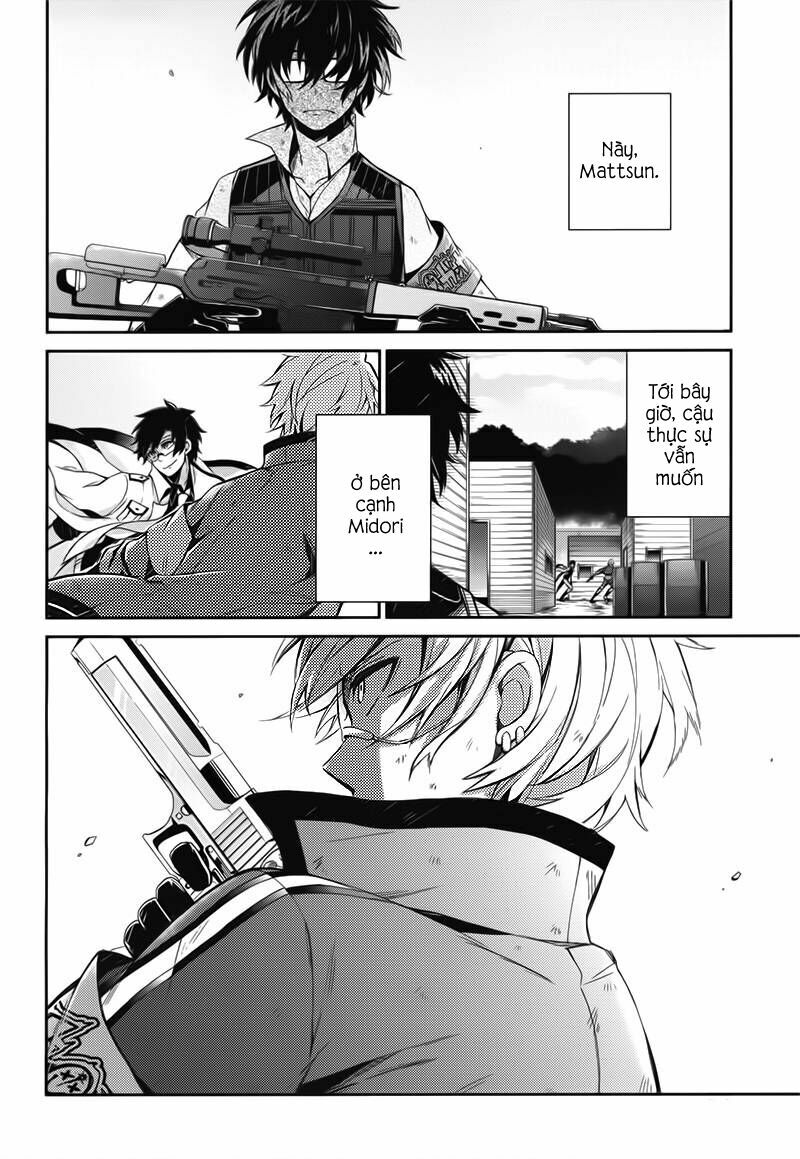 Này,
Mattsun.
Tới bây
giờ, cậu
thực sự
vẫn
muốn
ở bên
cạnh
Midori
...